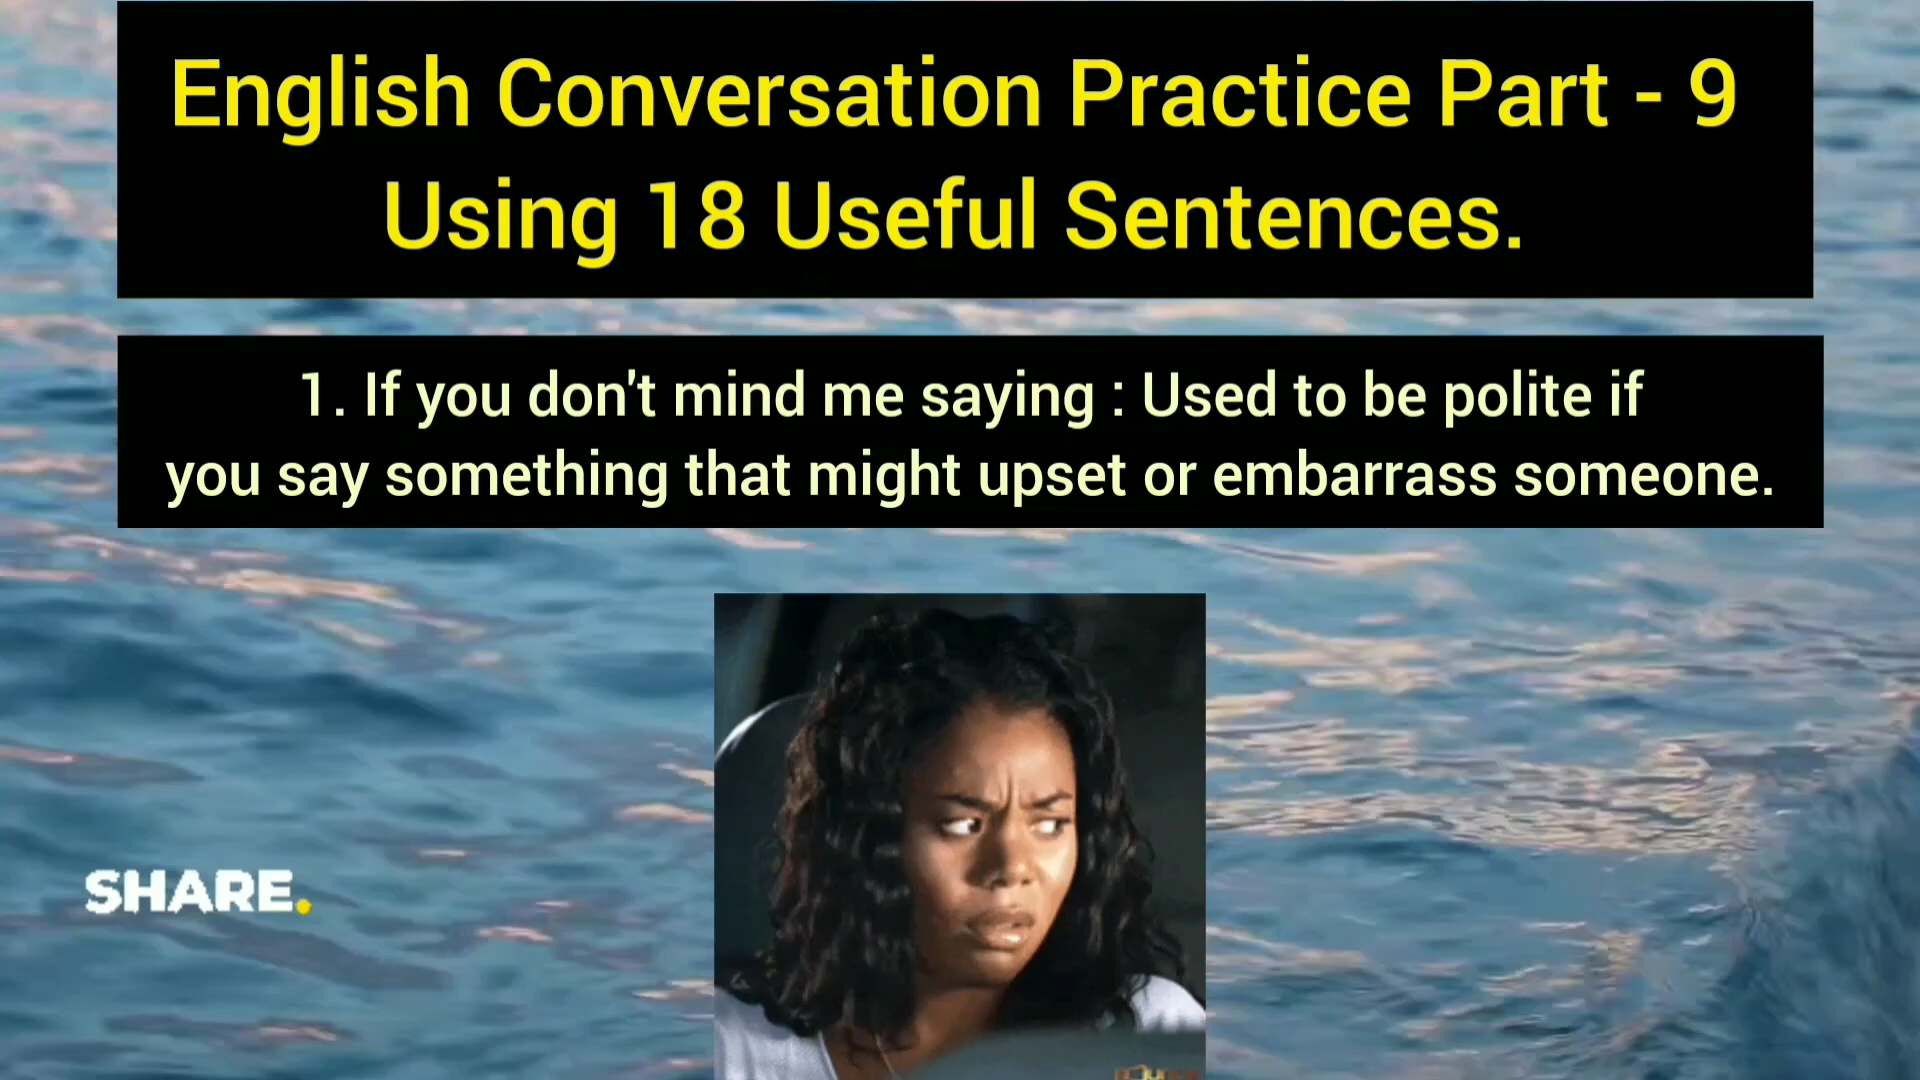 English Conversation Practice Part - 9
Using 18 Useful Sentences.
1. If you don't mind me saying : Used to be polite if
you say something that might upset or embarrass someone.
SHARE.